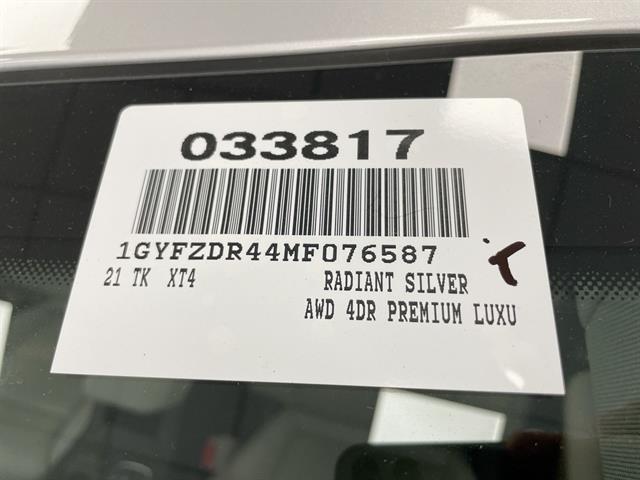 033817
1GYFZDR44MF076587
21 TK XT4 RADIANT SILVER
AWD 4DR PREMIUM LUXU